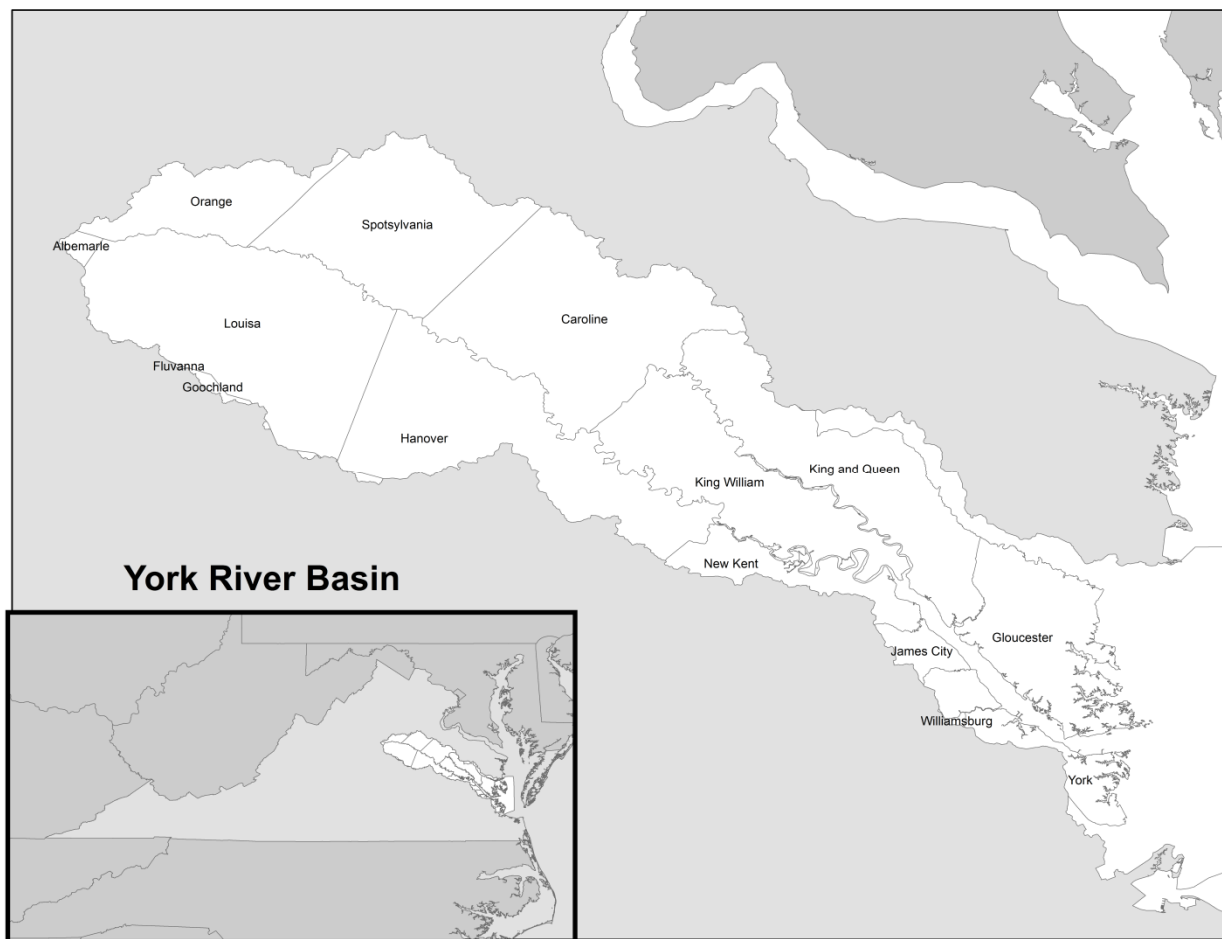 Orange
Spotsylvania
Albemarle
Louisa
Caroline
Fluvanna
Goochland
Hanover
King and Queen
King William
New Kent
York River Basin
Gloucester
James City
Williamsburg
York